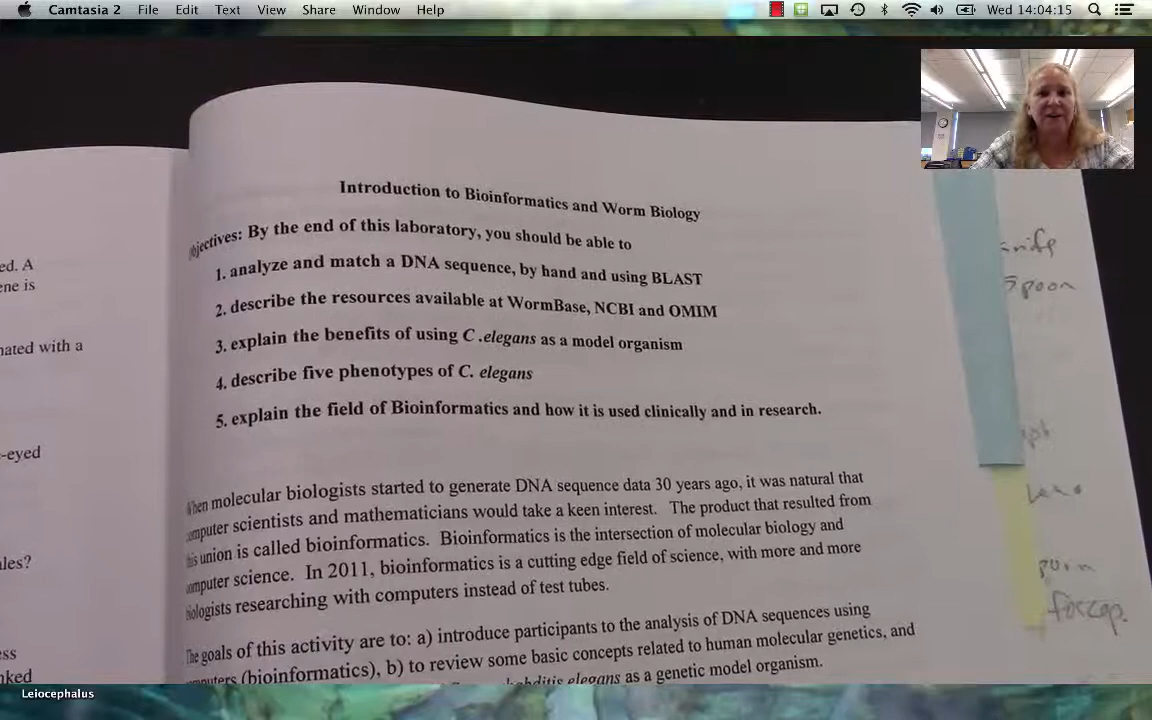 Camtasia 2 File Edit Text View Share Window Help Wed 14:04:15
Introduction to Bioinformatics and Worm Biology
bjectives: By the end of this laboratory, you should be able to
1. analyze and match a DNA sequence, by hand and using BLAST
2. describe the resources available at WormBase, NCBI and OMIM
3. explain the benefits of using C .elegans as a model organism
4. describe five phenotypes of C. elegans
5. explain the field of Bioinformatics and how it is used clinically and in research.
When molecular biologists started to generate DNA sequence data 30 years ago, it was natural that
omputer scientists and mathematicians would take a keen interest. The product that resulted from
his union is called bioinformatics. Bioinformatics is the intersection of molecular biology and
omputer science. In 2011, bioinformatics is a cutting edge field of science, with more and more
biologists researching with computers instead of test tubes.
The goals of this activity are to: a) introduce participants to the analysis of DNA sequences using
mputers (bioinformatics), b) to review some basic concepts related to human molecular genetics, and
elegans as a genetic model organism.
ed. A
ene is
nated with a
-eyed
ales?
ess
nked
spoon
Leiocephalus